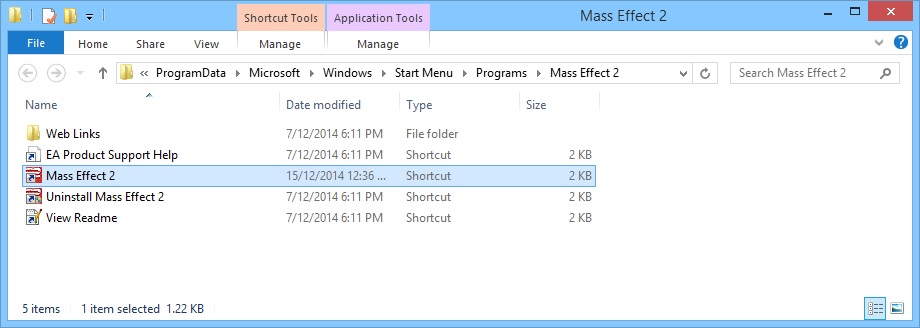 Shortcut Tools Application Tools Mass Effect 2
File Home Share View Manage Manage
« ProgramData Microsoft Windows Start Menu Programs Mass Effect 2 Search Mass Effect 2
Name Date modified Type Size
Web Links 7/12/2014 6:11 PM File folder
EA Product Support Help 7/12/2014 6:11 PM Shortcut 2 KB
Mass Effect 2 15/12/2014 12:36 ... Shortcut 2 KB
Uninstall Mass Effect 2 7/12/2014 6:11 PM Shortcut 2 KB
View Readme 7/12/2014 6:11 PM Shortcut 2 KB
5 items 1 item selected 1.22 KB